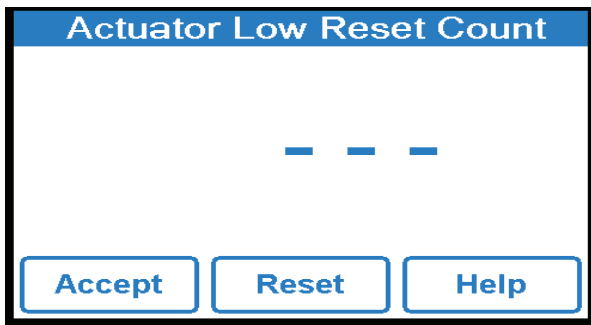 Actuator Low Reset Count
- - -
Accept Reset Help